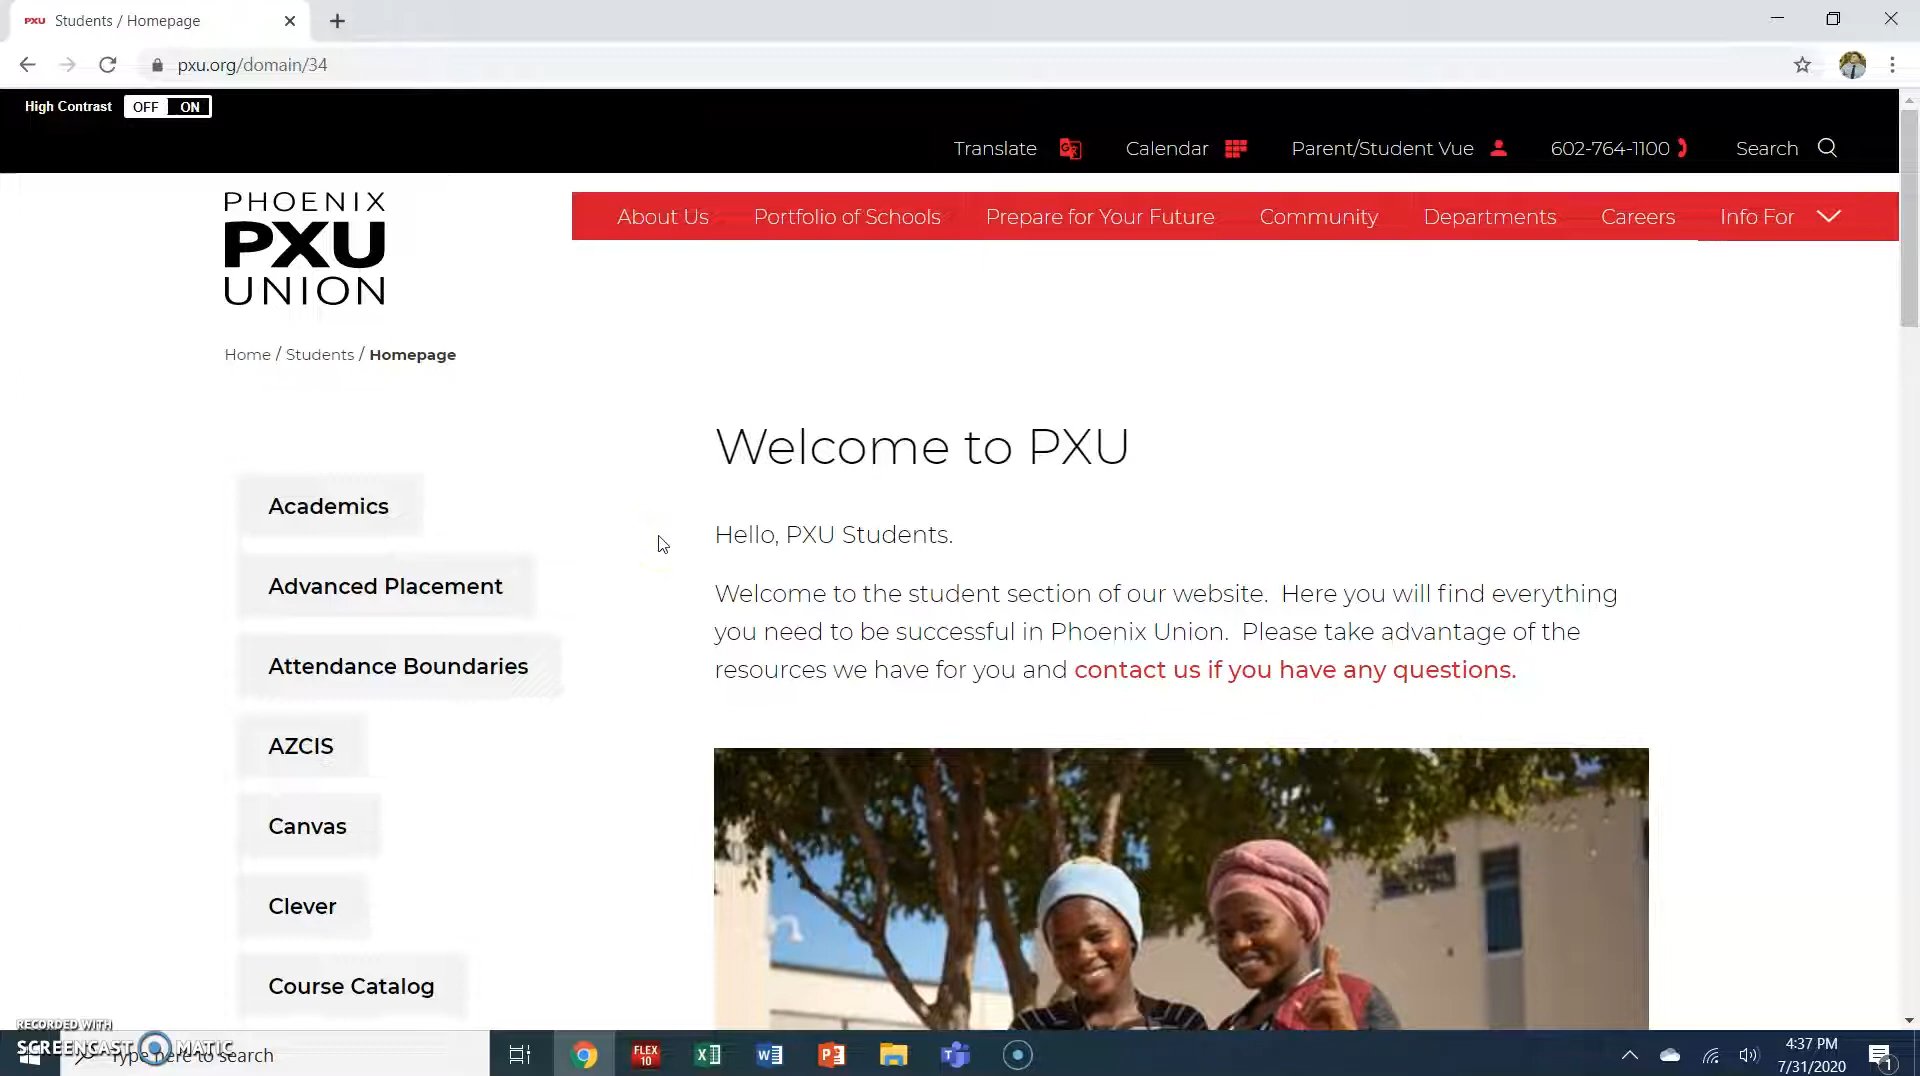 PXU Students / Homepage
pxu.org/domain/34
High Contrast OFF ON
Translate Calendar Parent/Student Vue 602-764-1100 Search
PHOENIX
PXU
UNION
About Us Portfolio of Schools Prepare for Your Future Community Departments Careers Info For
Home / Students / Homepage
Welcome to PXU
Hello, PXU Students.
Welcome to the student section of our website. Here you will find everything
you need to be successful in Phoenix Union. Please take advantage of the
resources we have for you and contact us if you have any questions.
Academics
Advanced Placement
Attendance Boundaries
AZCIS
Canvas
Clever
Course Catalog
RECORDED WITH
SCREENCAST MATIC
Type here to search
FLEX
10
4:37 PM
7/31/2020
1